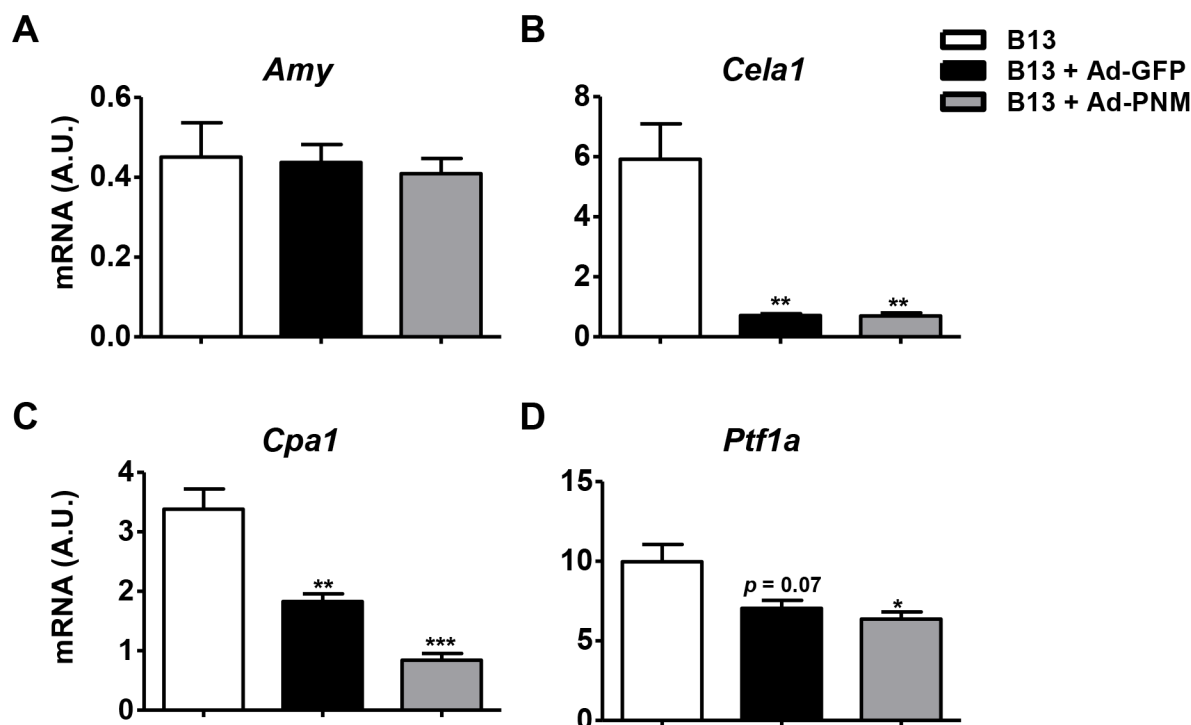 A
Amy
mRNA (A.U.)
0.6
0.4
0.2
0.0
B
Cela1
8
6
4
2
0
**
**
B13
B13 + Ad-GFP
B13 + Ad-PNM
C
Cpa1
mRNA (A.U.)
4
3
2
1
0
**
***
D
Ptf1a
15
10
5
0
p = 0.07
*